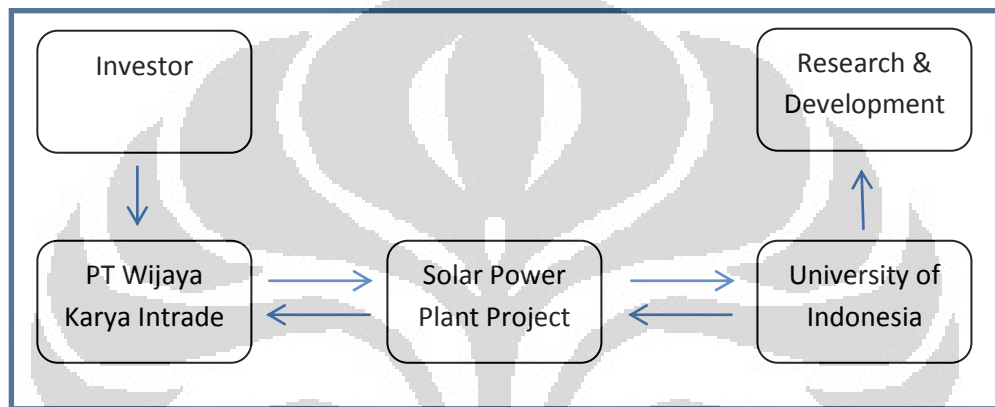 Investor
Research &
Development
PT Wijaya
Karya Intrade
Solar Power
Plant Project
University of
Indonesia